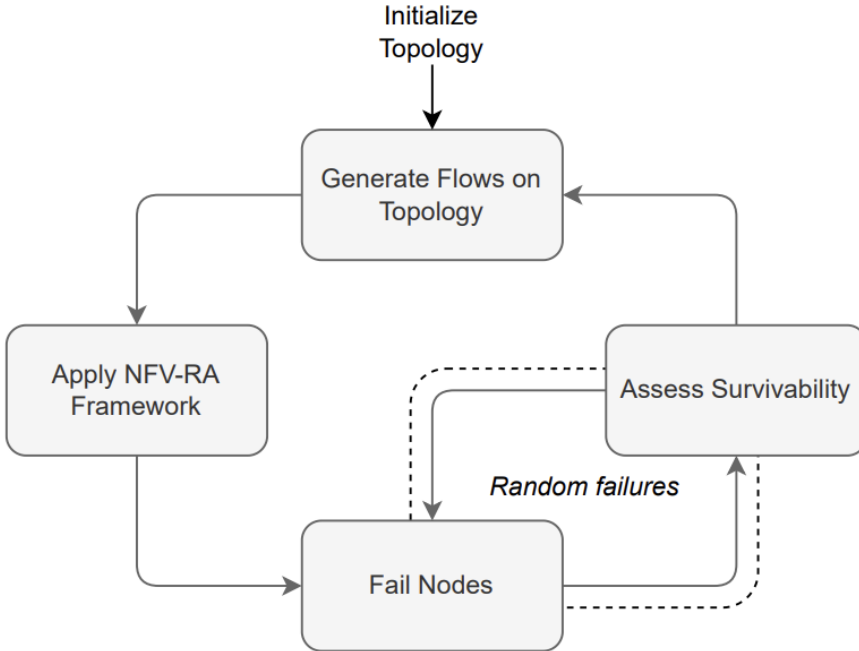 Initialize
Topology
Generate Flows on
Topology
Apply NFV-RA
Framework
Assess Survivability
Random failures
Fail Nodes